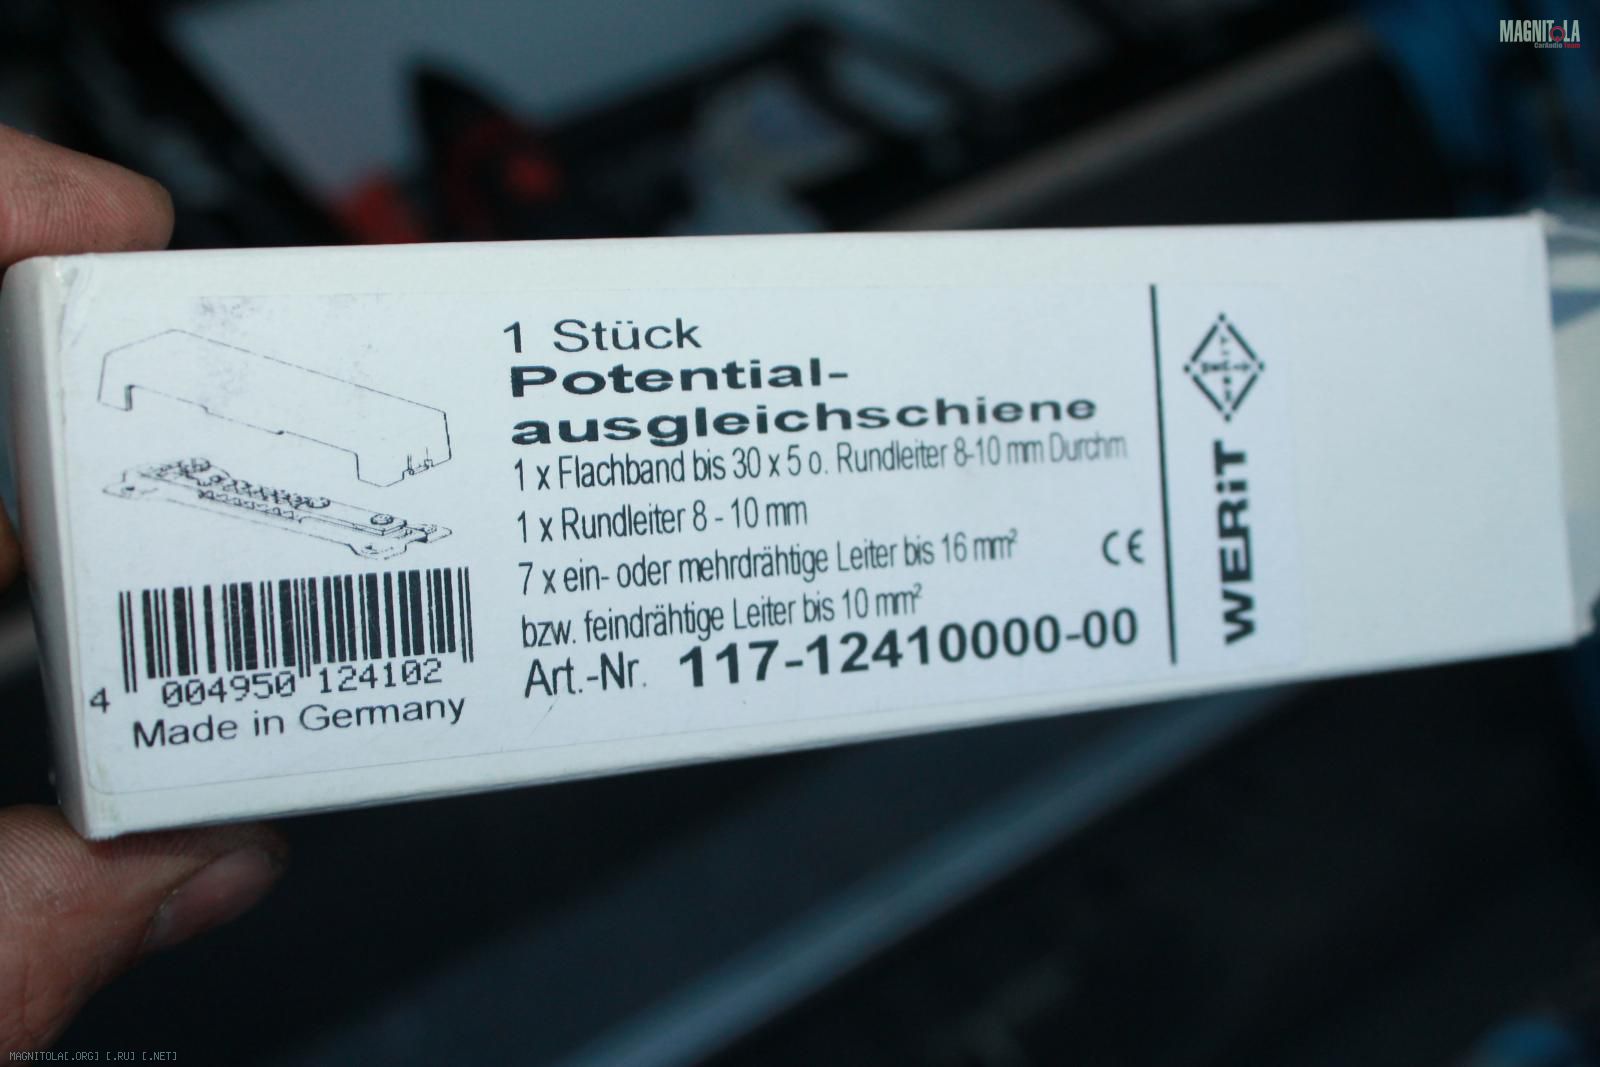 MAGNITOLA
CarAudio Team
1 Stück
Potential-
ausgleichschiene
1 x Flachband bis 30 x 5 o. Rundleiter 8-10 mm Durchm
1 x Rundleiter 8 - 10 mm
7 x ein- oder mehrdrähtige Leiter bis 16 mm²
bzw. feindrähtige Leiter bis 10 mm²
Art.-Nr. 117-12410000-00
CE
WERiT
4 004950 124102
Made in Germany
MAGNITOLA[.ORG] [.RU] [.NET]